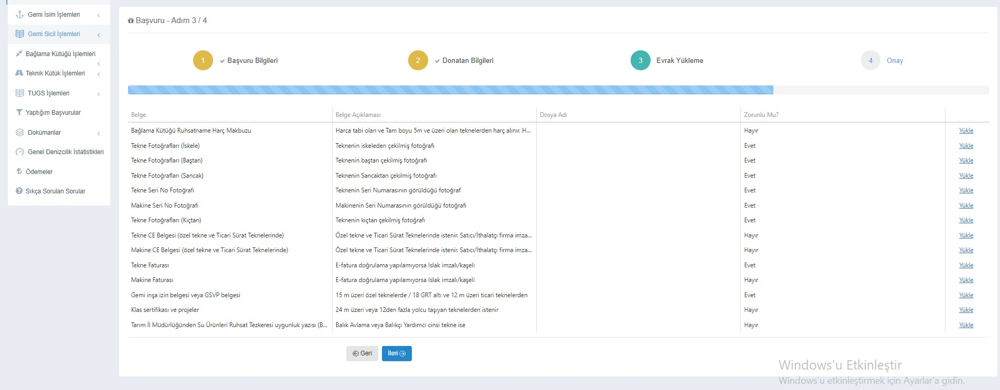 Gemi İsim İşlemleri
Gemi Sicil İşlemleri
Bağlama Kütüğü İşlemleri
Teknik Kütük İşlemleri
TUGS İşlemleri
Yaptığım Başvurular
Dokümanlar
Genel Denizcilik İstatistikleri
Ödemeler
Sıkça Sorulan Sorular
Başvuru - Adım 3 / 4
1 Başvuru Bilgileri 2 Donatan Bilgileri 3 Evrak Yükleme 4 Onay
Belge Belge Açıklaması Dosya Adı Zorunlu Mu?
Bağlama Kütüğü Ruhsatname Harç Makbuzu Harca tabi olan ve Tam boyu 5m ve üzeri olan teknelerden harç alınır. H... Hayır Yükle
Tekne Fotoğrafları (İskele) Teknenin iskeleden çekilmiş fotoğrafı Evet Yükle
Tekne Fotoğrafları (Baştan) Teknenin baştan çekilmiş fotoğrafı Evet Yükle
Tekne Fotoğrafları (Sancak) Teknenin Sancaktan çekilmiş fotoğrafı Evet Yükle
Tekne Seri No Fotoğrafı Teknenin Seri Numarasının görüldüğü fotoğraf Evet Yükle
Makine Seri No Fotoğrafı Makinenin Seri Numarasının görüldüğü fotoğrafı Evet Yükle
Tekne Fotoğrafları (Kıçtan) Teknenin kıçtan çekilmiş fotoğrafı Evet Yükle
Tekne CE Belgesi (özel tekne ve Ticari Sürat Teknelerinde) Özel tekne ve Ticari Sürat Teknelerinde istenir. Satıcı/İthalatçı firma imza... Hayır Yükle
Makine CE Belgesi (özel tekne ve Ticari Sürat Teknelerinde) Özel tekne ve Ticari Sürat Teknelerinde istenir. Satıcı/İthalatçı firma imza... Hayır Yükle
Tekne Faturası E-fatura doğrulama yapılamıyorsa Islak imzalı/kaşeli Evet Yükle
Makine Faturası E-fatura doğrulama yapılamıyorsa Islak imzalı/kaşeli Hayır Yükle
Gemi inşa izin belgesi veya GSVP belgesi 15 m üzeri özel teknelerde / 18 GRT altı ve 12 m üzeri ticari teknelerden Evet Yükle
Klas sertifikası ve projeler 24 m üzeri veya 12den fazla yolcu taşıyan teknelerden istenir Hayır Yükle
Tarım İl Müdürlüğünden Su Ürünleri Ruhsat Tezkeresi uygunluk yazısı (B... Balık Avlama veya Balıkçı Yardımcı cinsi tekne ise Hayır Yükle
Geri İleri
Windows'u Etkinleştir
Windows'u etkinleştirmek için Ayarlar'a gidin.